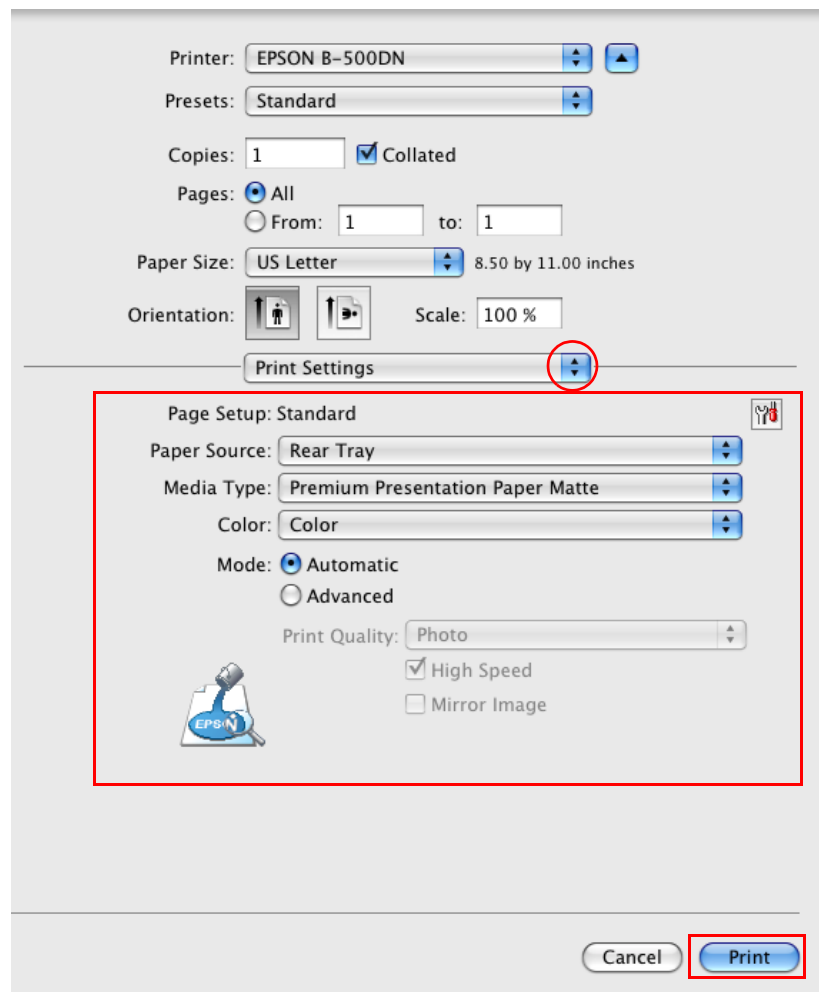 Printer: EPSON B-500DN
Presets: Standard
Copies: 1 Collated
Pages: All
From: 1 to: 1
Paper Size: US Letter 8.50 by 11.00 inches
Orientation: Scale: 100 %
Print Settings
Page Setup: Standard
Paper Source: Rear Tray
Media Type: Premium Presentation Paper Matte
Color: Color
Mode: Automatic
Advanced
Print Quality: Photo
High Speed
Mirror Image
EPSON
Cancel Print